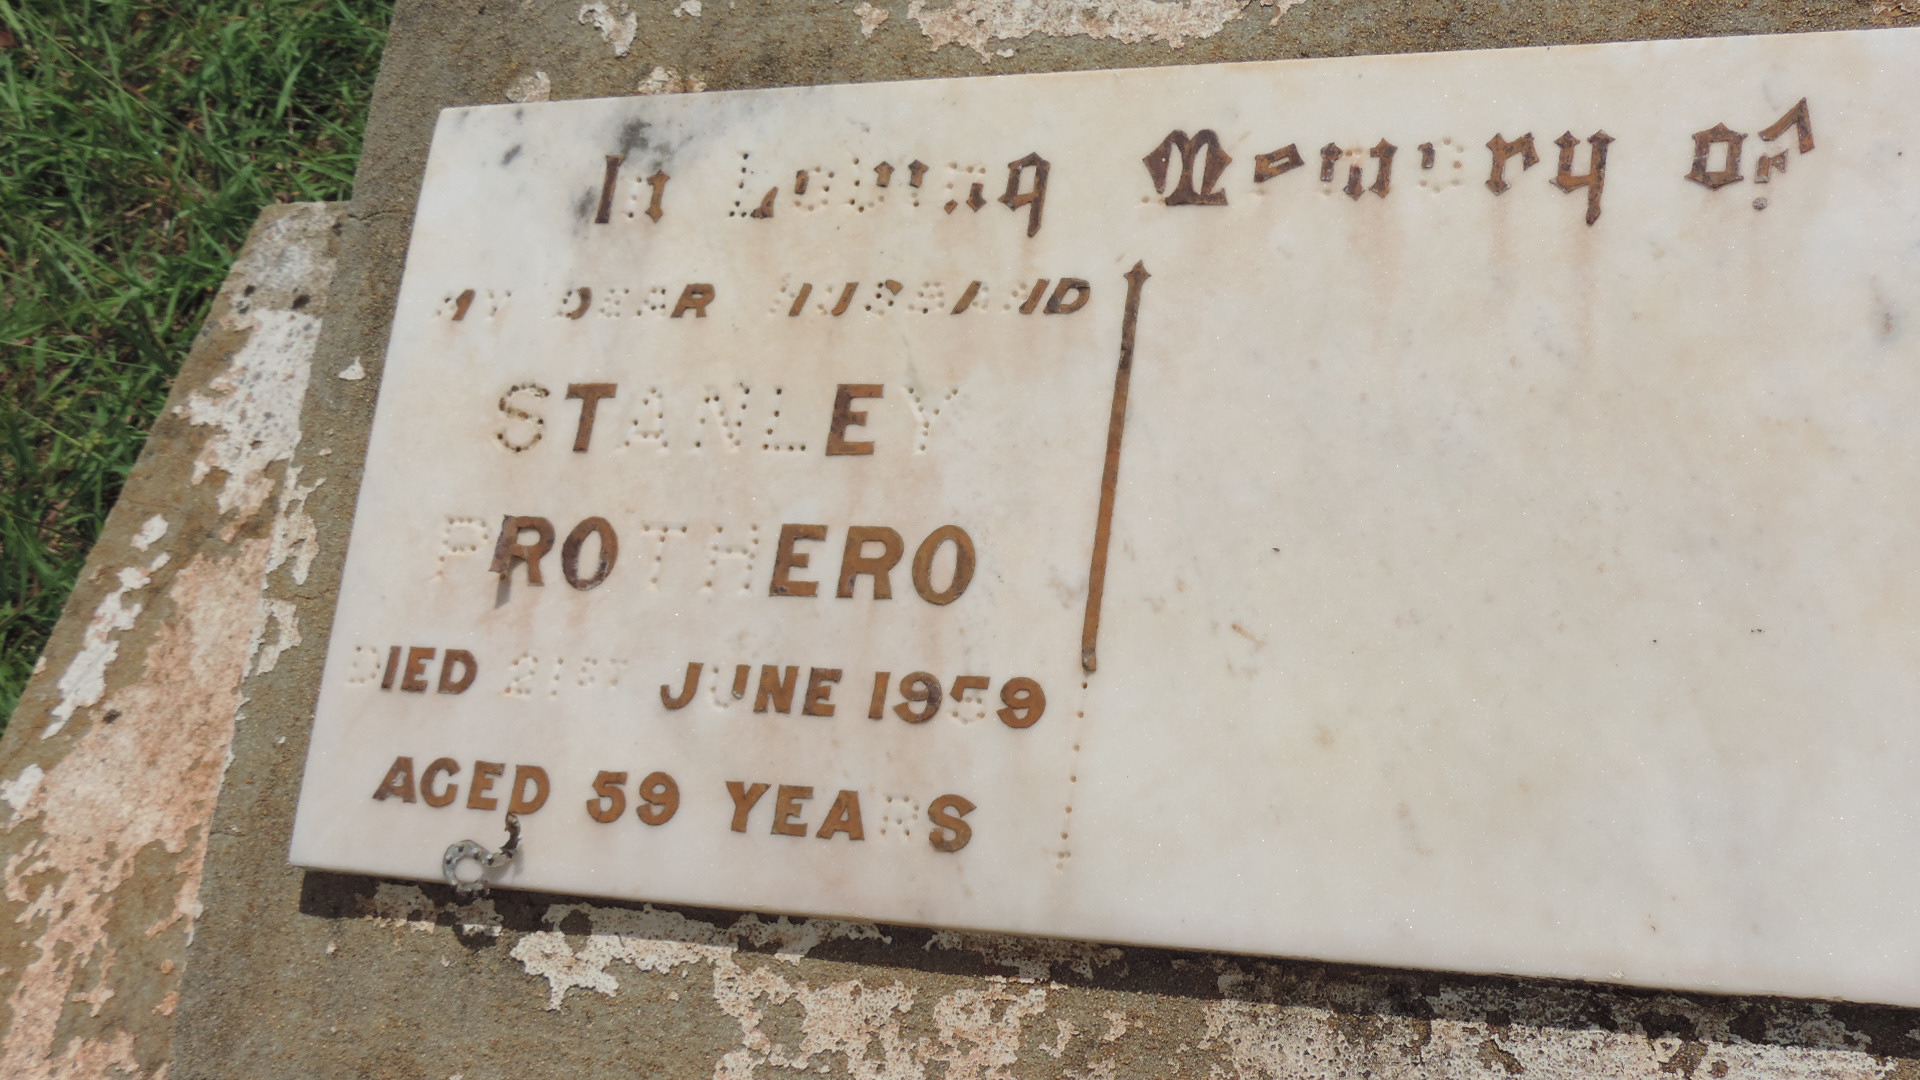 In Loving Memory of
MY DEAR HUSBAND
STANLEY
PROTHERO
DIED 21ST JUNE 1959
AGED 59 YEARS